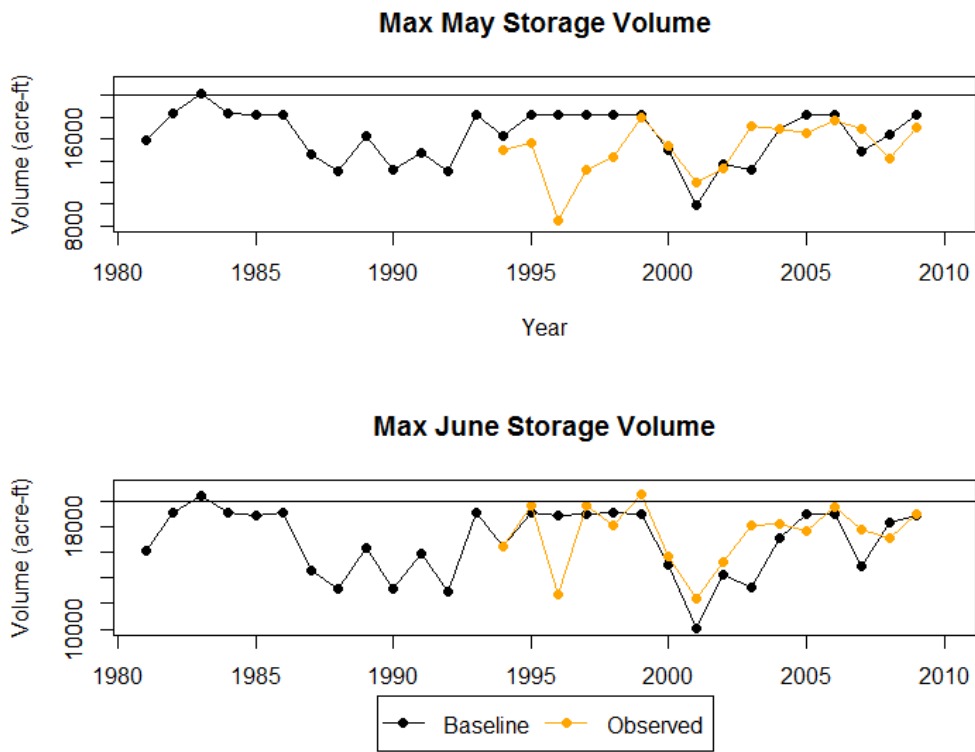 Max May Storage Volume
Volume (acre-ft)
16000
8000
1980 1985 1990 1995 2000 2005 2010
Year
Max June Storage Volume
Volume (acre-ft)
18000
100000
1980 1985 1990 1995 2000 2005 2010
Baseline Observed